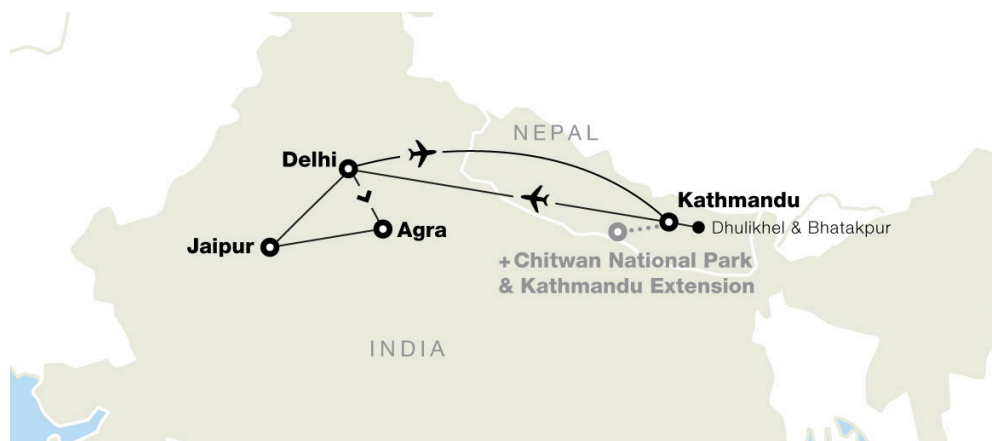 NEPAL
Delhi
Kathmandu
Dhulikhel & Bhatakpur
Agra
Jaipur
+Chitwan National Park
& Kathmandu Extension
INDIA